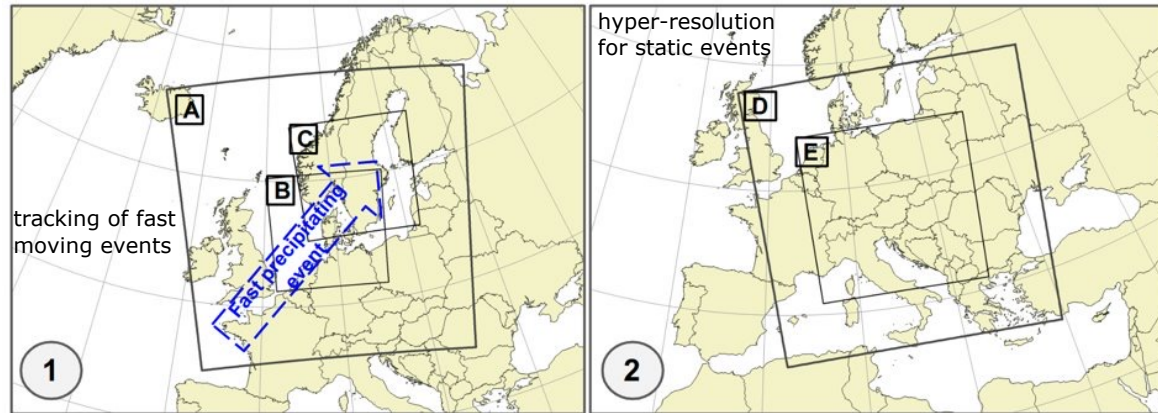 tracking of fast
moving events
A
B
C
Fast precipitating
event
1
hyper-resolution
for static events
D
E
2